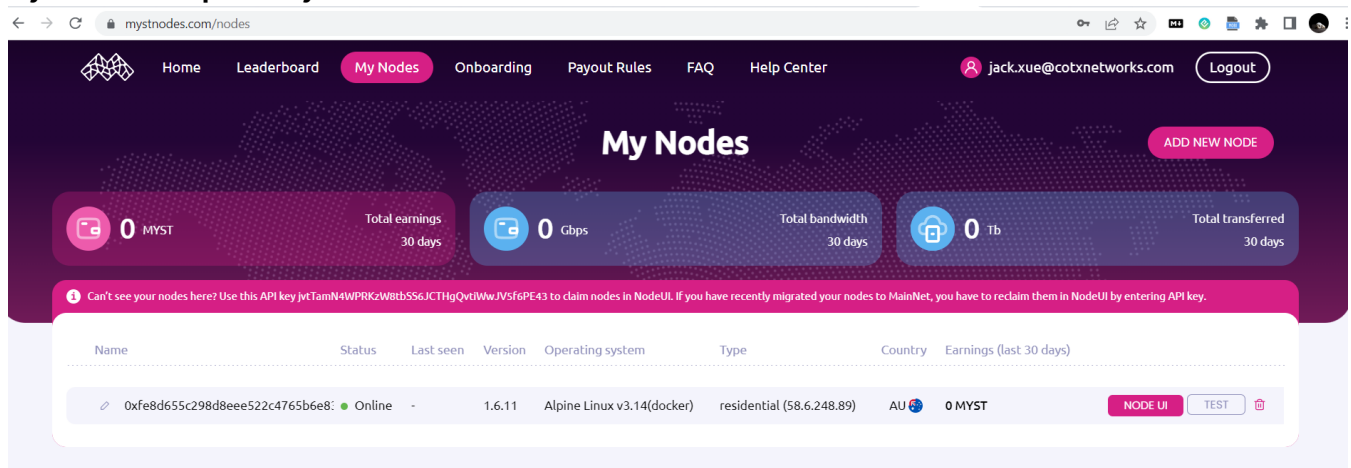 mystnodes.com/nodes
Home Leaderboard My Nodes Onboarding Payout Rules FAQ Help Center jack.xue@cotxnetworks.com Logout
My Nodes
ADD NEW NODE
0 MYST Total earnings 30 days
0 Gbps Total bandwidth 30 days
0 Tb Total transferred 30 days
Can't see your nodes here? Use this API key jvtTamN4WPRKzW8tbSS6JCTHgQvtiWwJV5f6PE43 to claim nodes in NodeUI. If you have recently migrated your nodes to MainNet, you have to reclaim them in NodeUI by entering API key.
Name Status Last seen Version Operating system Type Country Earnings (last 30 days)
0xfe8d655c298d8eee522c4765b6e83 Online - 1.6.11 Alpine Linux v3.14(docker) residential (58.6.248.89) AU 0 MYST NODE UI TEST